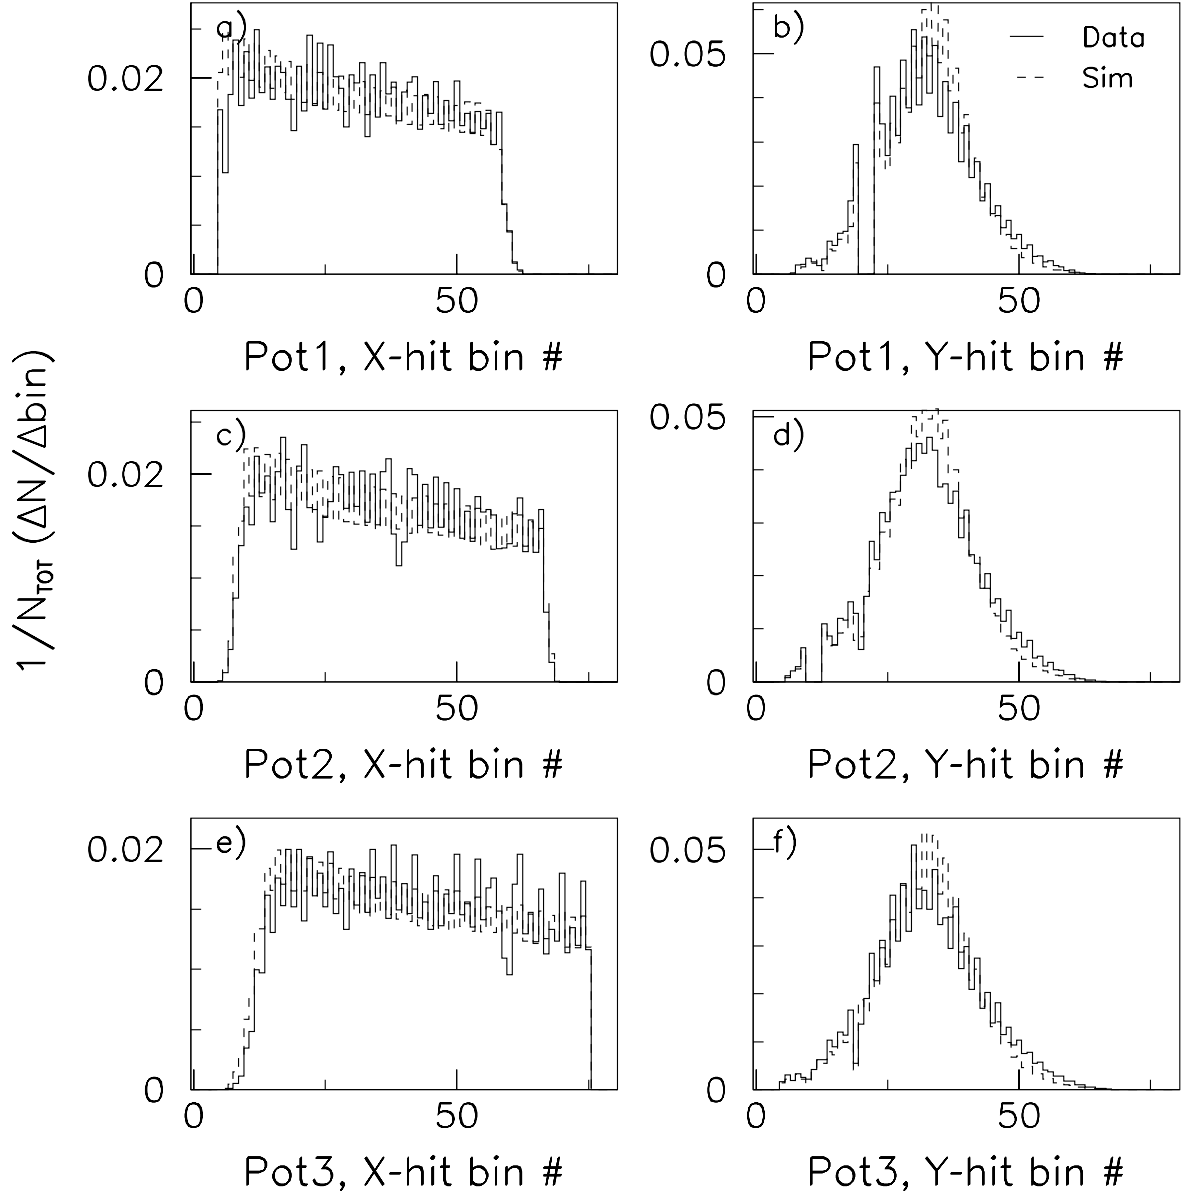 a)
0.02
0
0
50
Pot1, X-hit bin #
b)
Data
Sim
0.05
0
0
50
Pot1, Y-hit bin #
1/N_TOT (ΔN/Δbin)
c)
0.02
0
0
50
Pot2, X-hit bin #
d)
0.05
0
0
50
Pot2, Y-hit bin #
e)
0.02
0
0
50
Pot3, X-hit bin #
f)
0.05
0
0
50
Pot3, Y-hit bin #